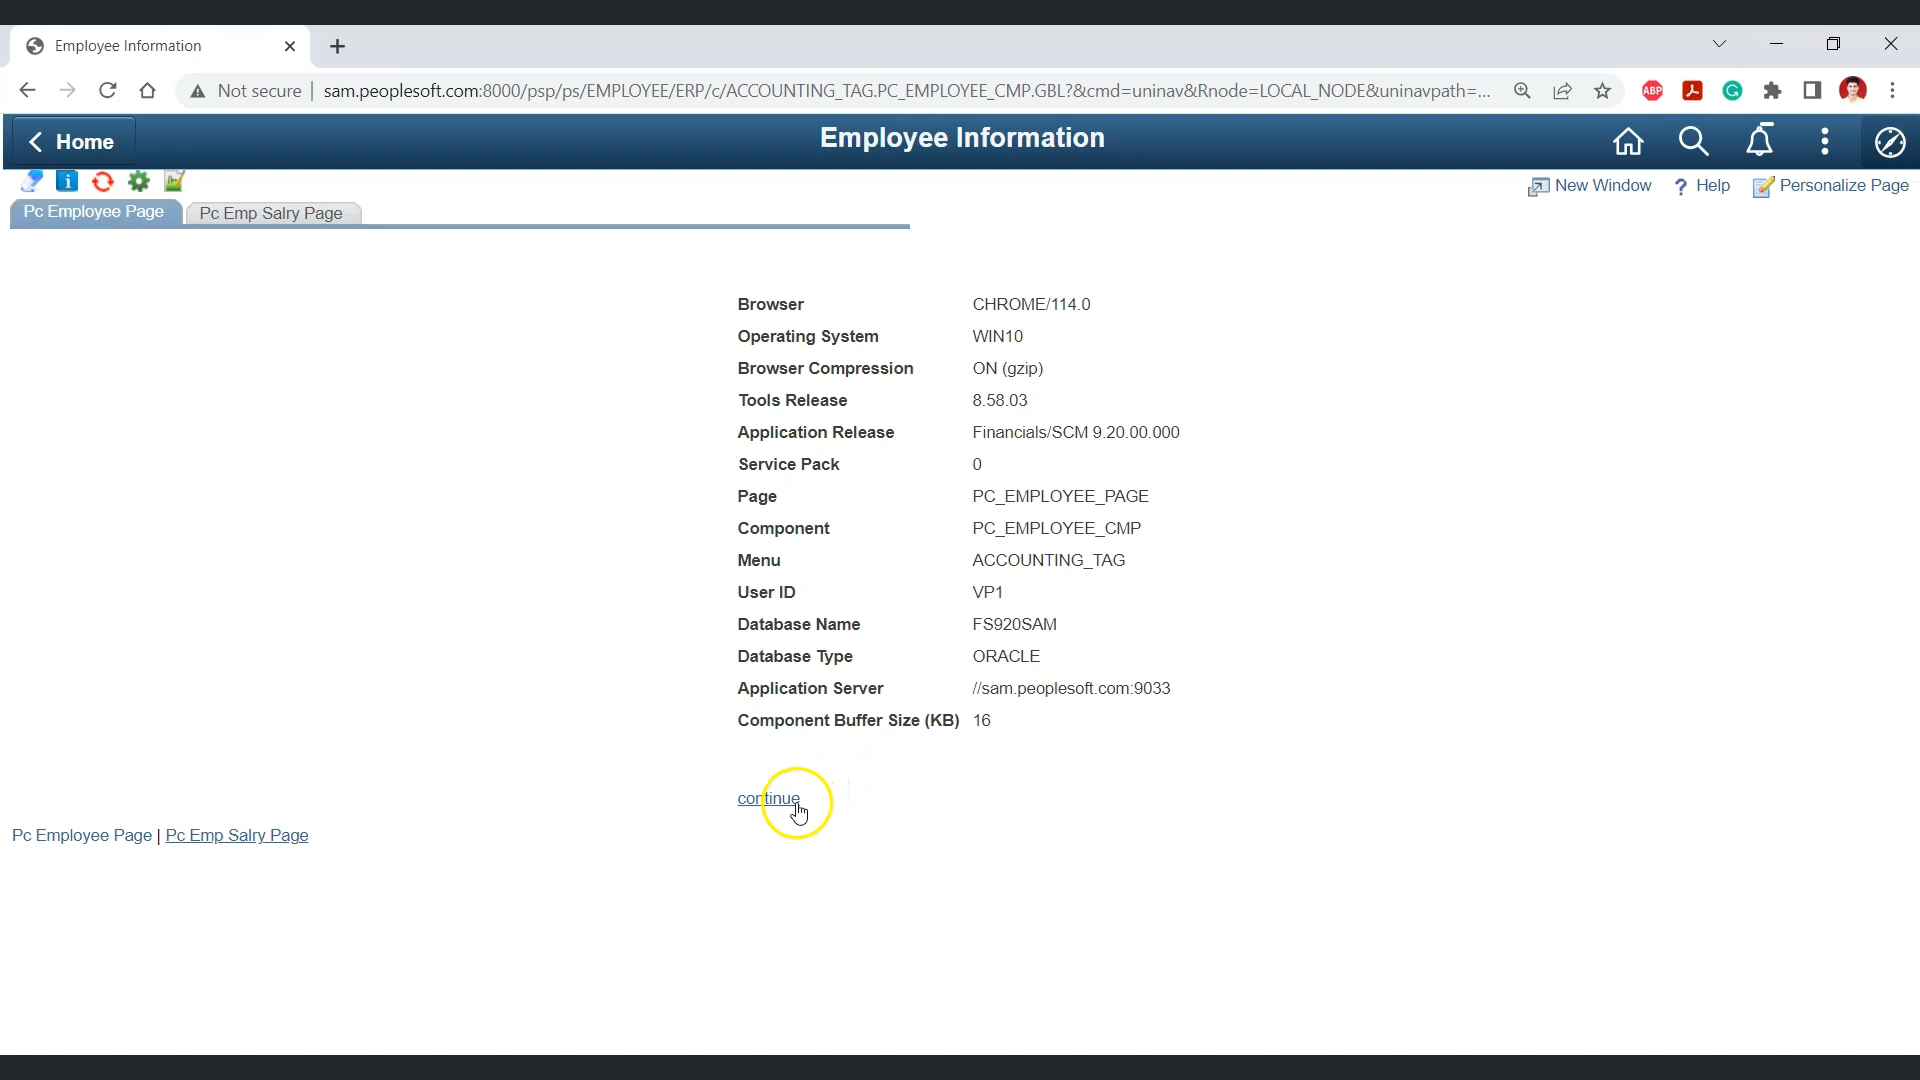 Employee Information
Not secure | sam.peoplesoft.com:8000/psp/ps/EMPLOYEE/ERP/c/ACCOUNTING_TAG.PC_EMPLOYEE_CMP.GBL?&cmd=uninav&Rnode=LOCAL_NODE&uninavpath=...
ABP
Home
Employee Information
New Window ? Help Personalize Page
Pc Employee Page Pc Emp Salry Page
Browser CHROME/114.0
Operating System WIN10
Browser Compression ON (gzip)
Tools Release 8.58.03
Application Release Financials/SCM 9.20.00.000
Service Pack 0
Page PC_EMPLOYEE_PAGE
Component PC_EMPLOYEE_CMP
Menu ACCOUNTING_TAG
User ID VP1
Database Name FS920SAM
Database Type ORACLE
Application Server //sam.peoplesoft.com:9033
Component Buffer Size (KB) 16
continue
Pc Employee Page | Pc Emp Salry Page